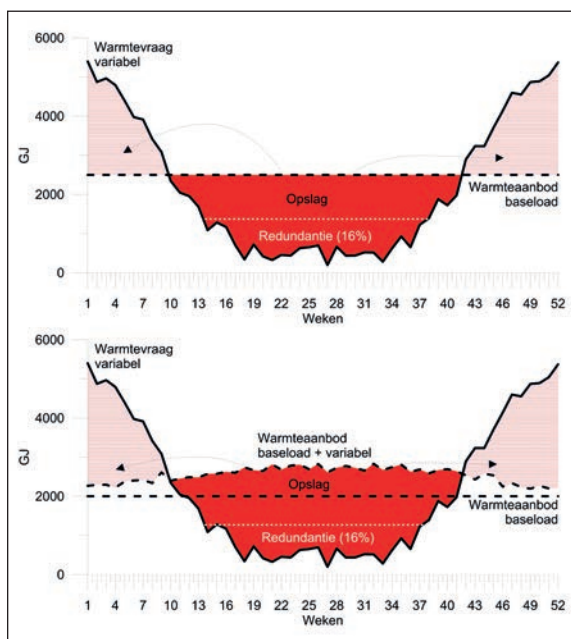 6000
Warmtevraag
variabel
4000
GJ
2000
Opslag
Warmteaanbod
baseload
Redundantie (16%)
0
1 4 7 10 13 16 19 22 25 28 31 34 37 40 43 46 49 52
Weken
6000
Warmtevraag
variabel
4000
GJ
Warmteaanbod
baseload + variabel
2000
Opslag
Warmteaanbod
baseload
Redundantie (16%)
0
1 4 7 10 13 16 19 22 25 28 31 34 37 40 43 46 49 52
Weken